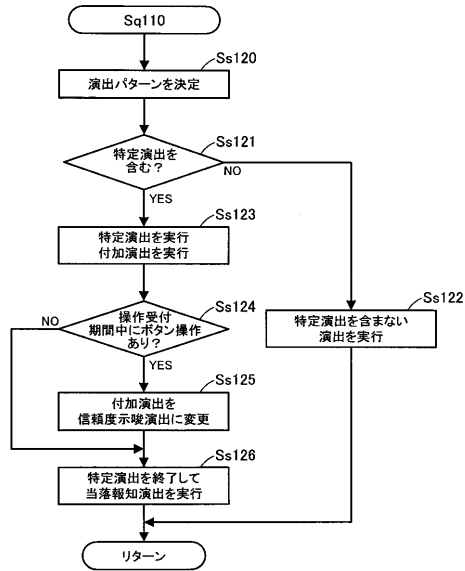 Sq110
Ss120
演出パターンを決定
Ss121
特定演出を
含む?
NO
YES
Ss123
特定演出を実行
付加演出を実行
Ss124
操作受付
期間中にボタン操作
あり?
NO
YES
Ss122
特定演出を含まない
演出を実行
Ss125
付加演出を
信頼度示唆演出に変更
Ss126
特定演出を終了して
当落報知演出を実行
リターン